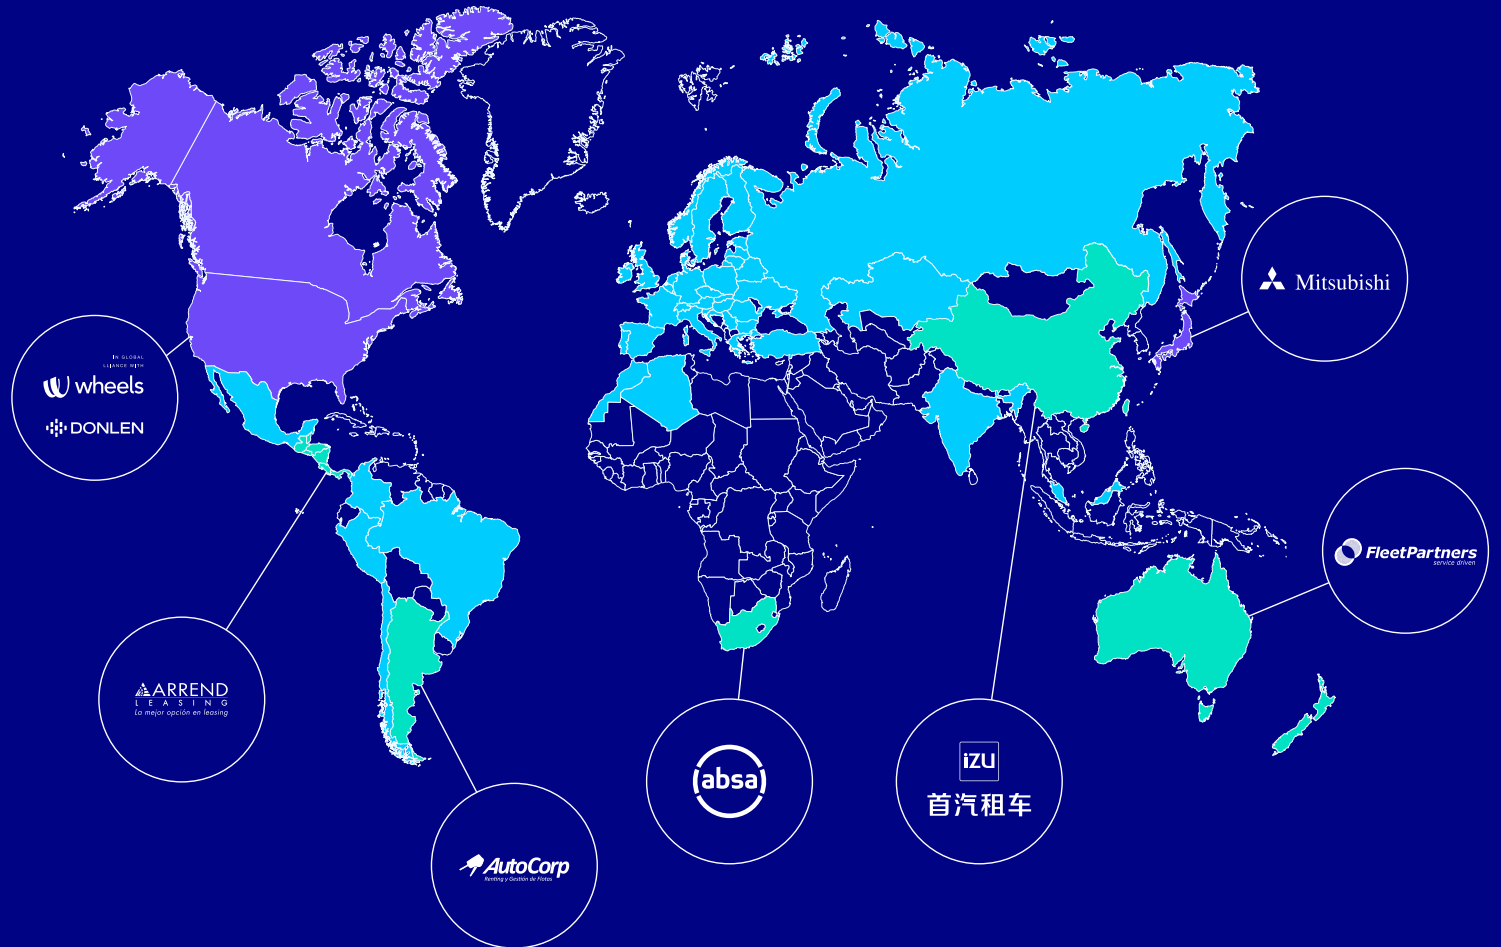 IN GLOBAL
LLIANCE WITH
wheels
DONLEN
Mitsubishi
FleetPartners
service driven
ARREND
LEASING
La mejor opción en leasing
absa
iZU
首汽租车
AutoCorp
Renting y Gestión de Flotas